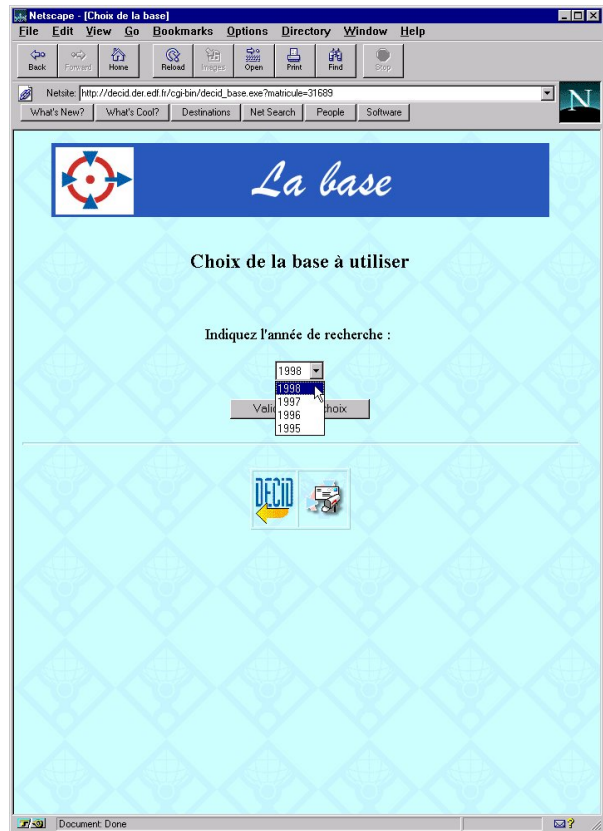 Netscape - [Choix de la base]
File Edit View Go Bookmarks Options Directory Window Help
Back Forward Home Reload Images Open Print Find Stop
Netsite: http://decid.der.edf.fr/cgi-bin/decid_base.exe?matricule=31689
What's New? What's Cool? Destinations Net Search People Software
N
La base
Choix de la base à utiliser
Indiquez l'année de recherche :
1998
1998
1997
1996
1995
DECID
Document: Done